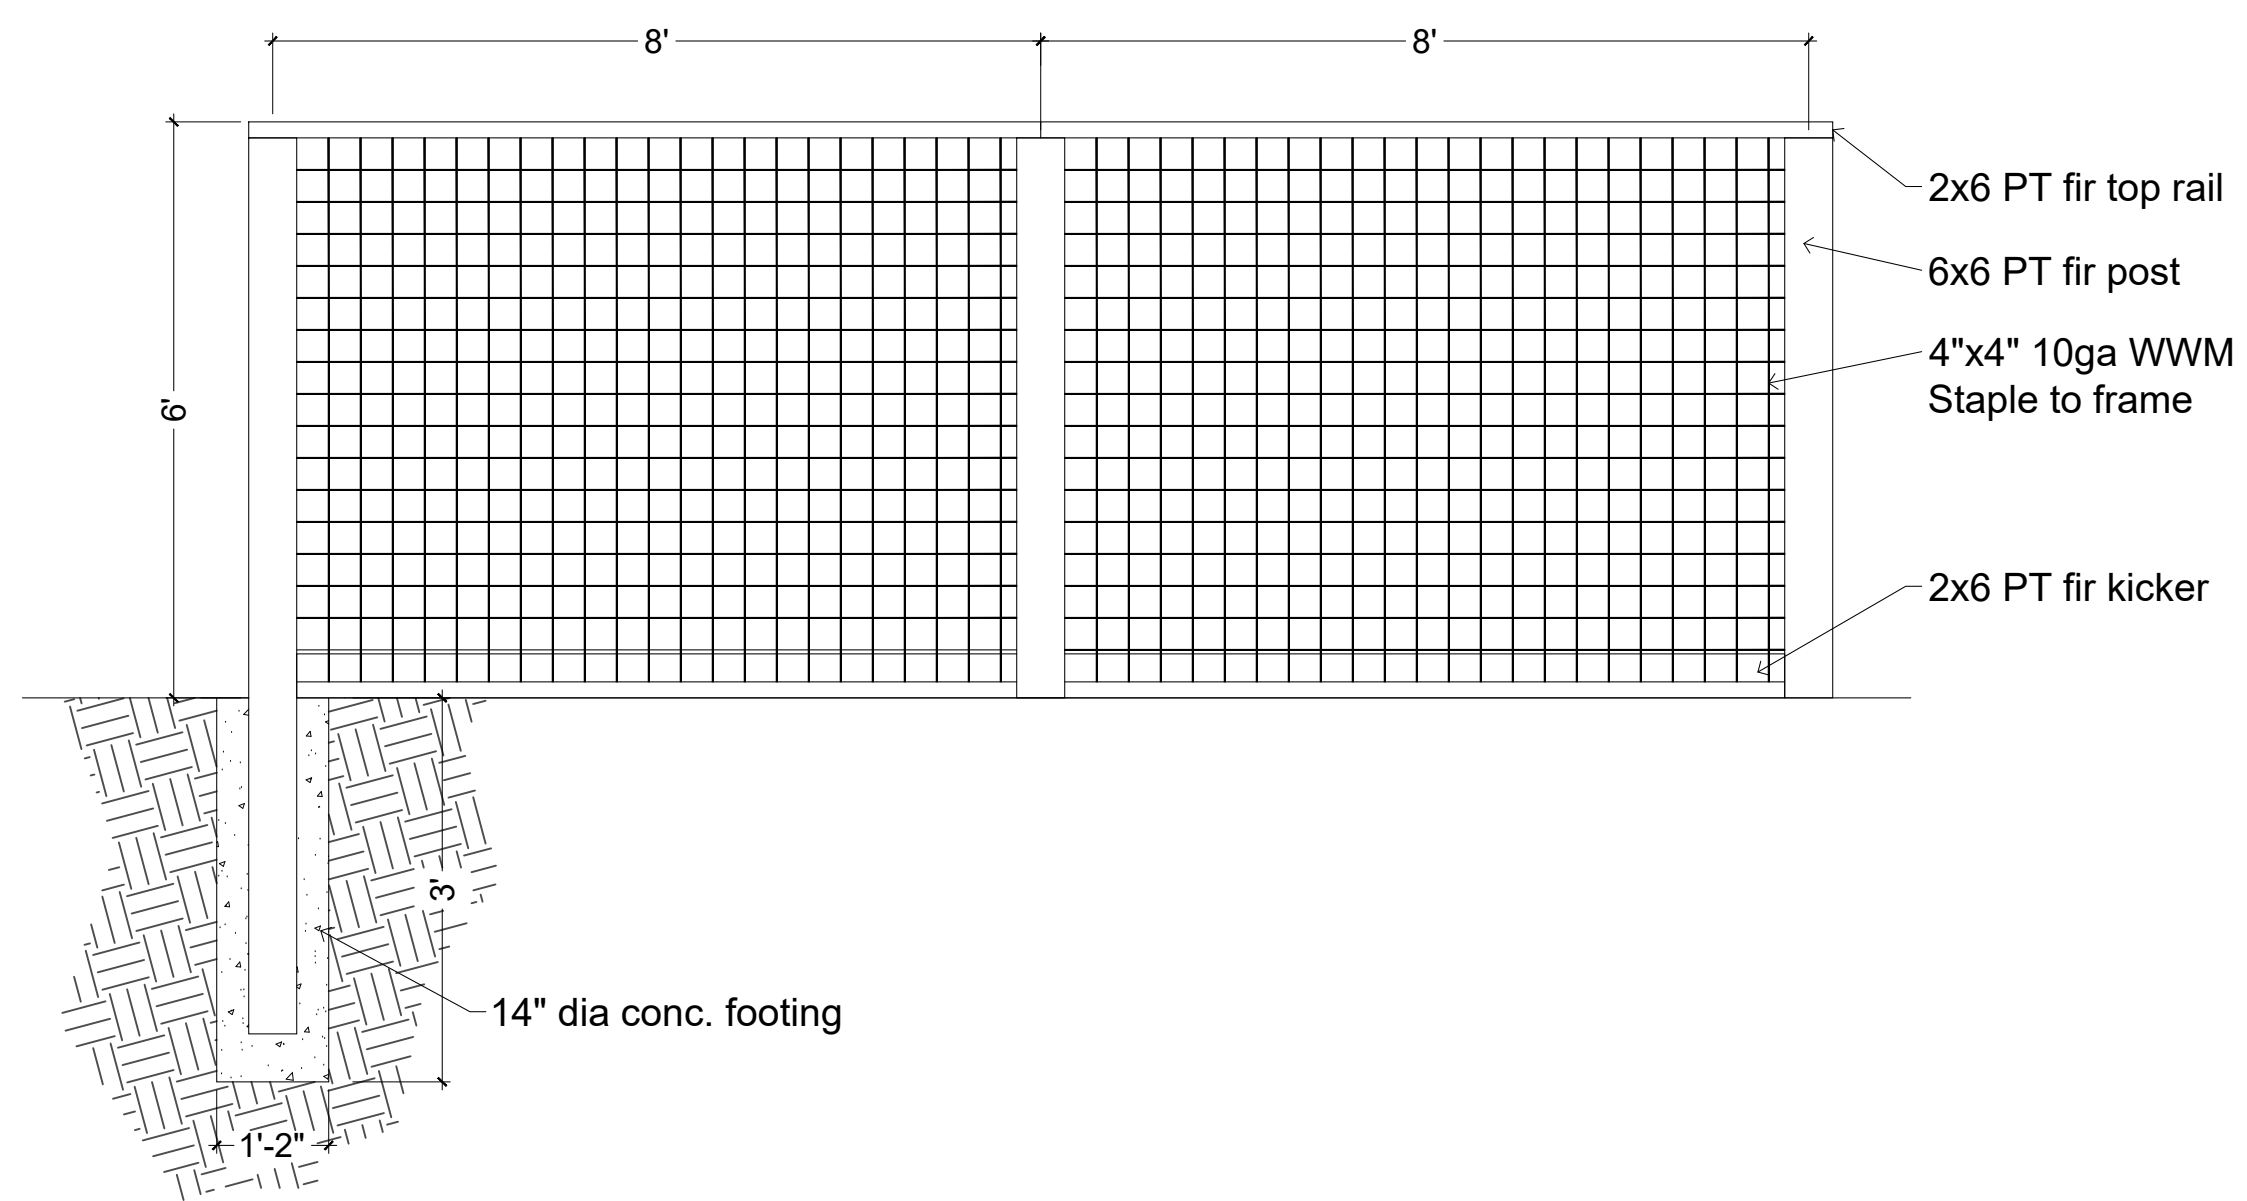 8'
8'
2x6 PT fir top rail
6x6 PT fir post
4"x4" 10ga WWM
Staple to frame
6'
2x6 PT fir kicker
3'
14" dia conc. footing
1'-2"